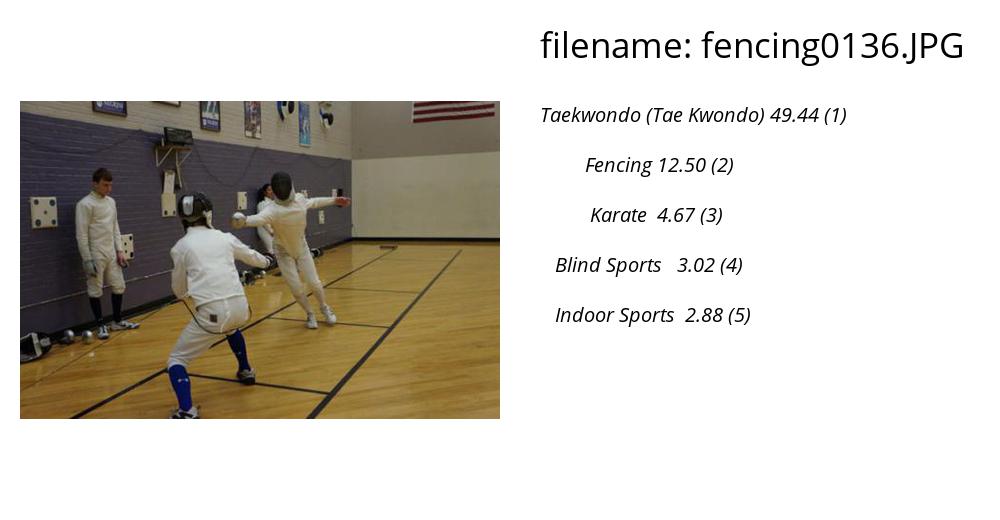 filename: fencing0136.JPG
Taekwondo (Tae Kwondo) 49.44 (1)
Fencing 12.50 (2)
Karate 4.67 (3)
Blind Sports 3.02 (4)
Indoor Sports 2.88 (5)